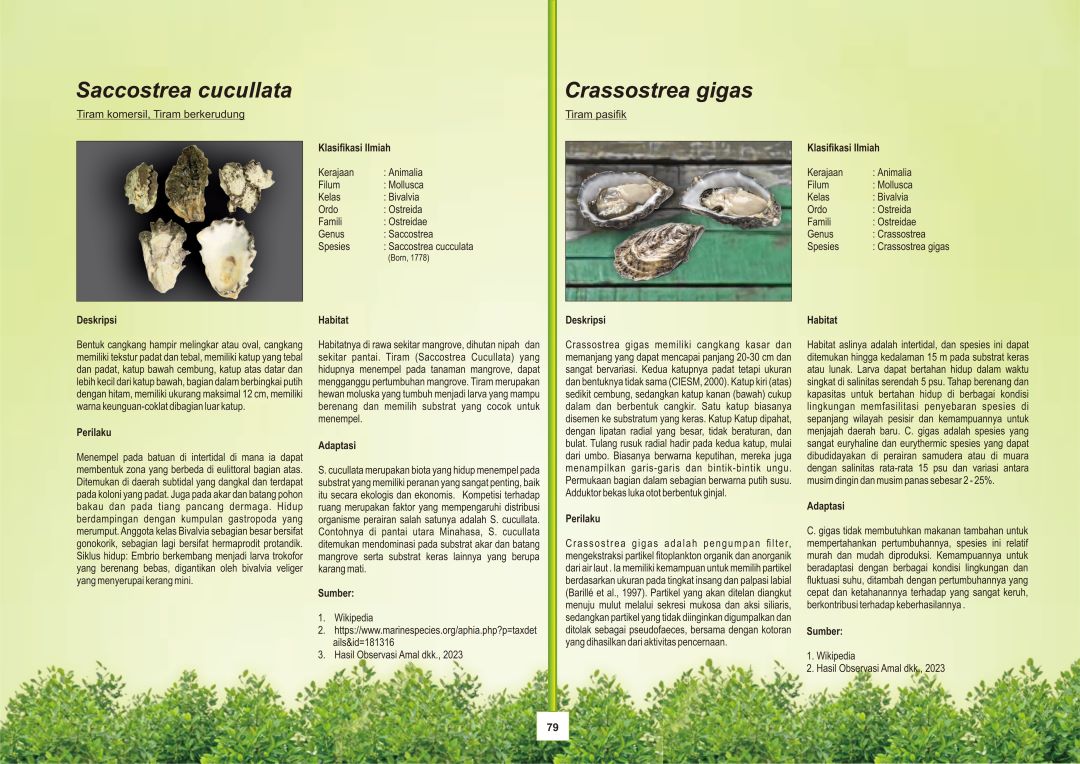 Saccostrea cucullata
Tiram komersil, Tiram berkerudung
Klasifikasi Ilmiah
Kerajaan : Animalia
Filum : Mollusca
Kelas : Bivalvia
Ordo : Ostreida
Famili : Ostreidae
Genus : Saccostrea
Spesies : Saccostrea cucculata
(Born, 1778)
Deskripsi
Bentuk cangkang hampir melingkar atau oval, cangkang
memiliki tekstur padat dan tebal, memiliki katup yang tebal
dan padat, katup bawah cembung, katup atas datar dan
lebih kecil dari katup bawah, bagian dalam berbingkai putih
dengan hitam, memiliki ukurang maksimal 12 cm, memiliki
warna keunguan-coklat dibagian luar katup.
Perilaku
Menempel pada batuan di intertidal di mana ia dapat
membentuk zona yang berbeda di eulittoral bagian atas.
Ditemukan di daerah subtidal yang dangkal dan terdapat
pada koloni yang padat. Juga pada akar dan batang pohon
bakau dan pada tiang pancang dermaga. Hidup
berdampingan dengan kumpulan gastropoda yang
merumput. Anggota kelas Bivalvia sebagian besar bersifat
gonokorik, sebagian lagi bersifat hermaprodit protandik.
Siklus hidup: Embrio berkembang menjadi larva trokofor
yang berenang bebas, digantikan oleh bivalvia veliger
yang menyerupai kerang mini.
Habitat
Habitatnya di rawa sekitar mangrove, dihutan nipah dan
sekitar pantai. Tiram (Saccostrea Cucullata) yang
hidupnya menempel pada tanaman mangrove, dapat
mengganggu pertumbuhan mangrove. Tiram merupakan
hewan moluska yang tumbuh menjadi larva yang mampu
berenang dan memilih substrat yang cocok untuk
menempel.
Adaptasi
S. cucullata merupakan biota yang hidup menempel pada
substrat yang memiliki peranan yang sangat penting, baik
itu secara ekologis dan ekonomis. Kompetisi terhadap
ruang merupakan faktor yang mempengaruhi distribusi
organisme perairan salah satunya adalah S. cucullata.
Contohnya di pantai utara Minahasa, S. cucullata
ditemukan mendominasi pada substrat akar dan batang
mangrove serta substrat keras lainnya yang berupa
karang mati.
Sumber:
1. Wikipedia
2. https://www.marinespecies.org/aphia.php?p=taxdet
ails&id=181316
3. Hasil Observasi Amal dkk., 2023
Crassostrea gigas
Tiram pasifik
Klasifikasi Ilmiah
Kerajaan : Animalia
Filum : Mollusca
Kelas : Bivalvia
Ordo : Ostreida
Famili : Ostreidae
Genus : Crassostrea
Spesies : Crassostrea gigas
Deskripsi
Crassostrea gigas memiliki cangkang kasar dan
memanjang yang dapat mencapai panjang 20-30 cm dan
sangat bervariasi. Kedua katupnya padat tetapi ukuran
dan bentuknya tidak sama (CIESM, 2000). Katup kiri (atas)
sedikit cembung, sedangkan katup kanan (bawah) cukup
dalam dan berbentuk cangkir. Satu katup biasanya
disemen ke substratum yang keras. Katup Katup dipahat,
dengan lipatan radial yang besar, tidak beraturan, dan
bulat. Tulang rusuk radial hadir pada kedua katup, mulai
dari umbo. Biasanya berwarna keputihan, mereka juga
menampilkan garis-garis dan bintik-bintik ungu.
Permukaan bagian dalam sebagian berwarna putih susu.
Adduktor bekas luka otot berbentuk ginjal.
Perilaku
Crassostrea gigas adalah pengumpan filter,
mengekstraksi partikel fitoplankton organik dan anorganik
dari air laut . Ia memiliki kemampuan untuk memilih partikel
berdasarkan ukuran pada tingkat insang dan palpasi labial
(Barillé et al., 1997). Partikel yang akan ditelan diangkut
menuju mulut melalui sekresi mukosa dan aksi siliaris,
sedangkan partikel yang tidak diinginkan digumpalkan dan
ditolak sebagai pseudofaeces, bersama dengan kotoran
yang dihasilkan dari aktivitas pencernaan.
Habitat
Habitat aslinya adalah intertidal, dan spesies ini dapat
ditemukan hingga kedalaman 15 m pada substrat keras
atau lunak. Larva dapat bertahan hidup dalam waktu
singkat di salinitas serendah 5 psu. Tahap berenang dan
kapasitas untuk bertahan hidup di berbagai kondisi
lingkungan memfasilitasi penyebaran spesies di
sepanjang wilayah pesisir dan kemampuannya untuk
menjajah daerah baru. C. gigas adalah spesies yang
sangat euryhaline dan eurythermic spesies yang dapat
dibudidayakan di perairan samudera atau di muara
dengan salinitas rata-rata 15 psu dan variasi antara
musim dingin dan musim panas sebesar 2 - 25%.
Adaptasi
C. gigas tidak membutuhkan makanan tambahan untuk
mempertahankan pertumbuhannya, spesies ini relatif
murah dan mudah diproduksi. Kemampuannya untuk
beradaptasi dengan berbagai kondisi lingkungan dan
fluktuasi suhu, ditambah dengan pertumbuhannya yang
cepat dan ketahanannya terhadap yang sangat keruh,
berkontribusi terhadap keberhasilannya .
Sumber:
1. Wikipedia
2. Hasil Observasi Amal dkk., 2023
79